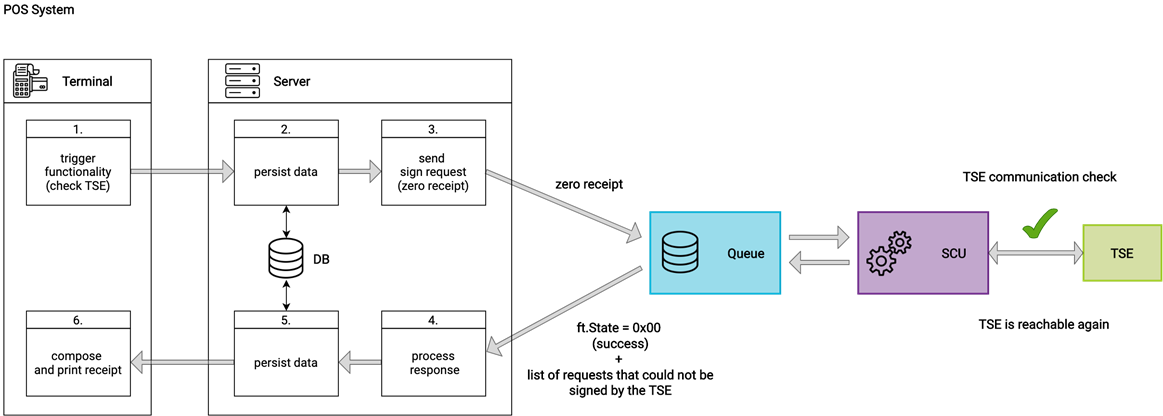 POS System
Terminal
Server
1.
trigger
functionality
(check TSE)
2.
persist data
3.
send
sign request
(zero receipt)
zero receipt
TSE communication check
DB
Queue
SCU
TSE
TSE is reachable again
6.
compose
and print receipt
5.
persist data
4.
process
response
ft.State = 0x00
(success)
+
list of requests that could not be
signed by the TSE